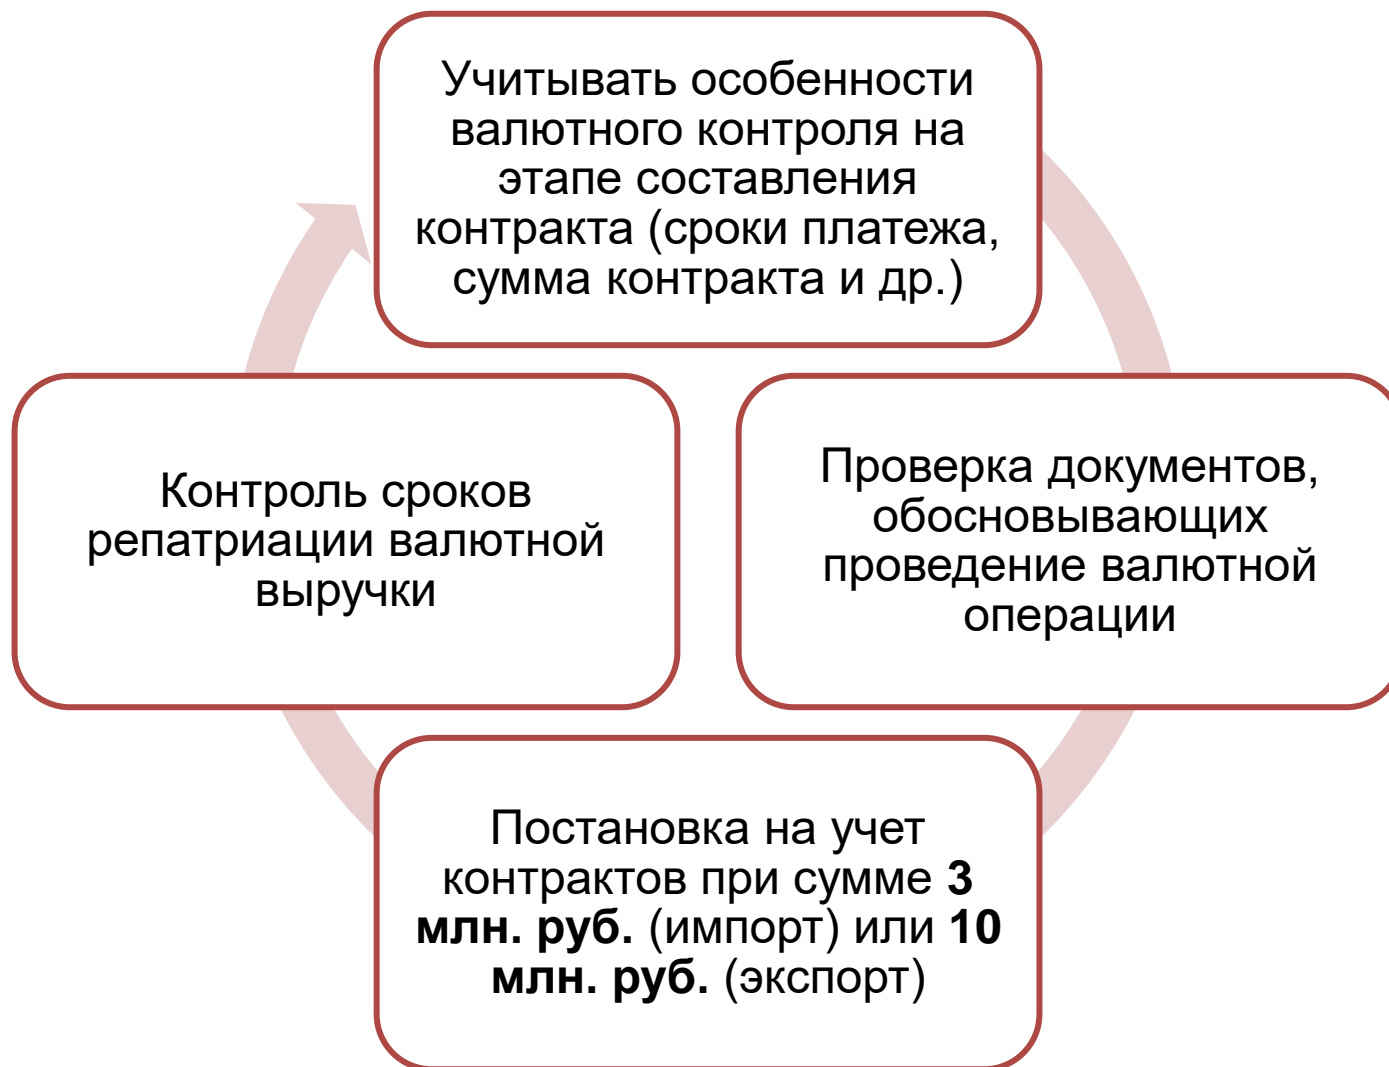 Учитывать особенности
валютного контроля на
этапе составления
контракта (сроки платежа,
сумма контракта и др.)
Проверка документов,
обосновывающих
проведение валютной
операции
Постановка на учет
контрактов при сумме 3
млн. руб. (импорт) или 10
млн. руб. (экспорт)
Контроль сроков
репатриации валютной
выручки